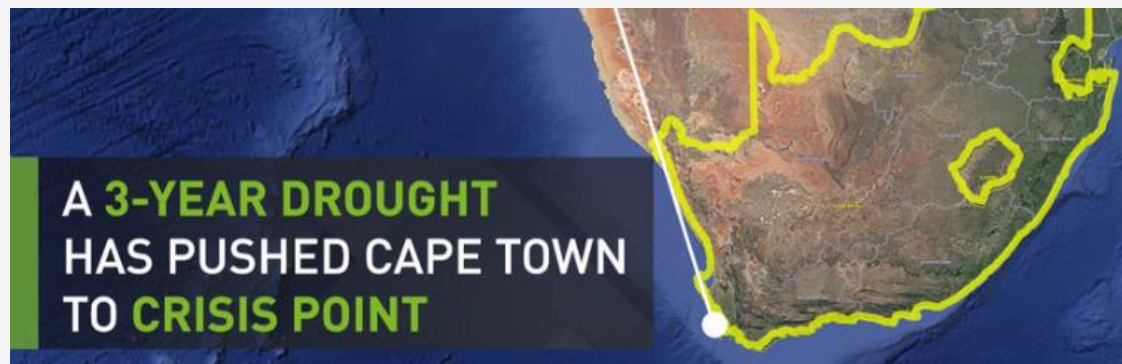 A 3-YEAR DROUGHT
HAS PUSHED CAPE TOWN
TO CRISIS POINT